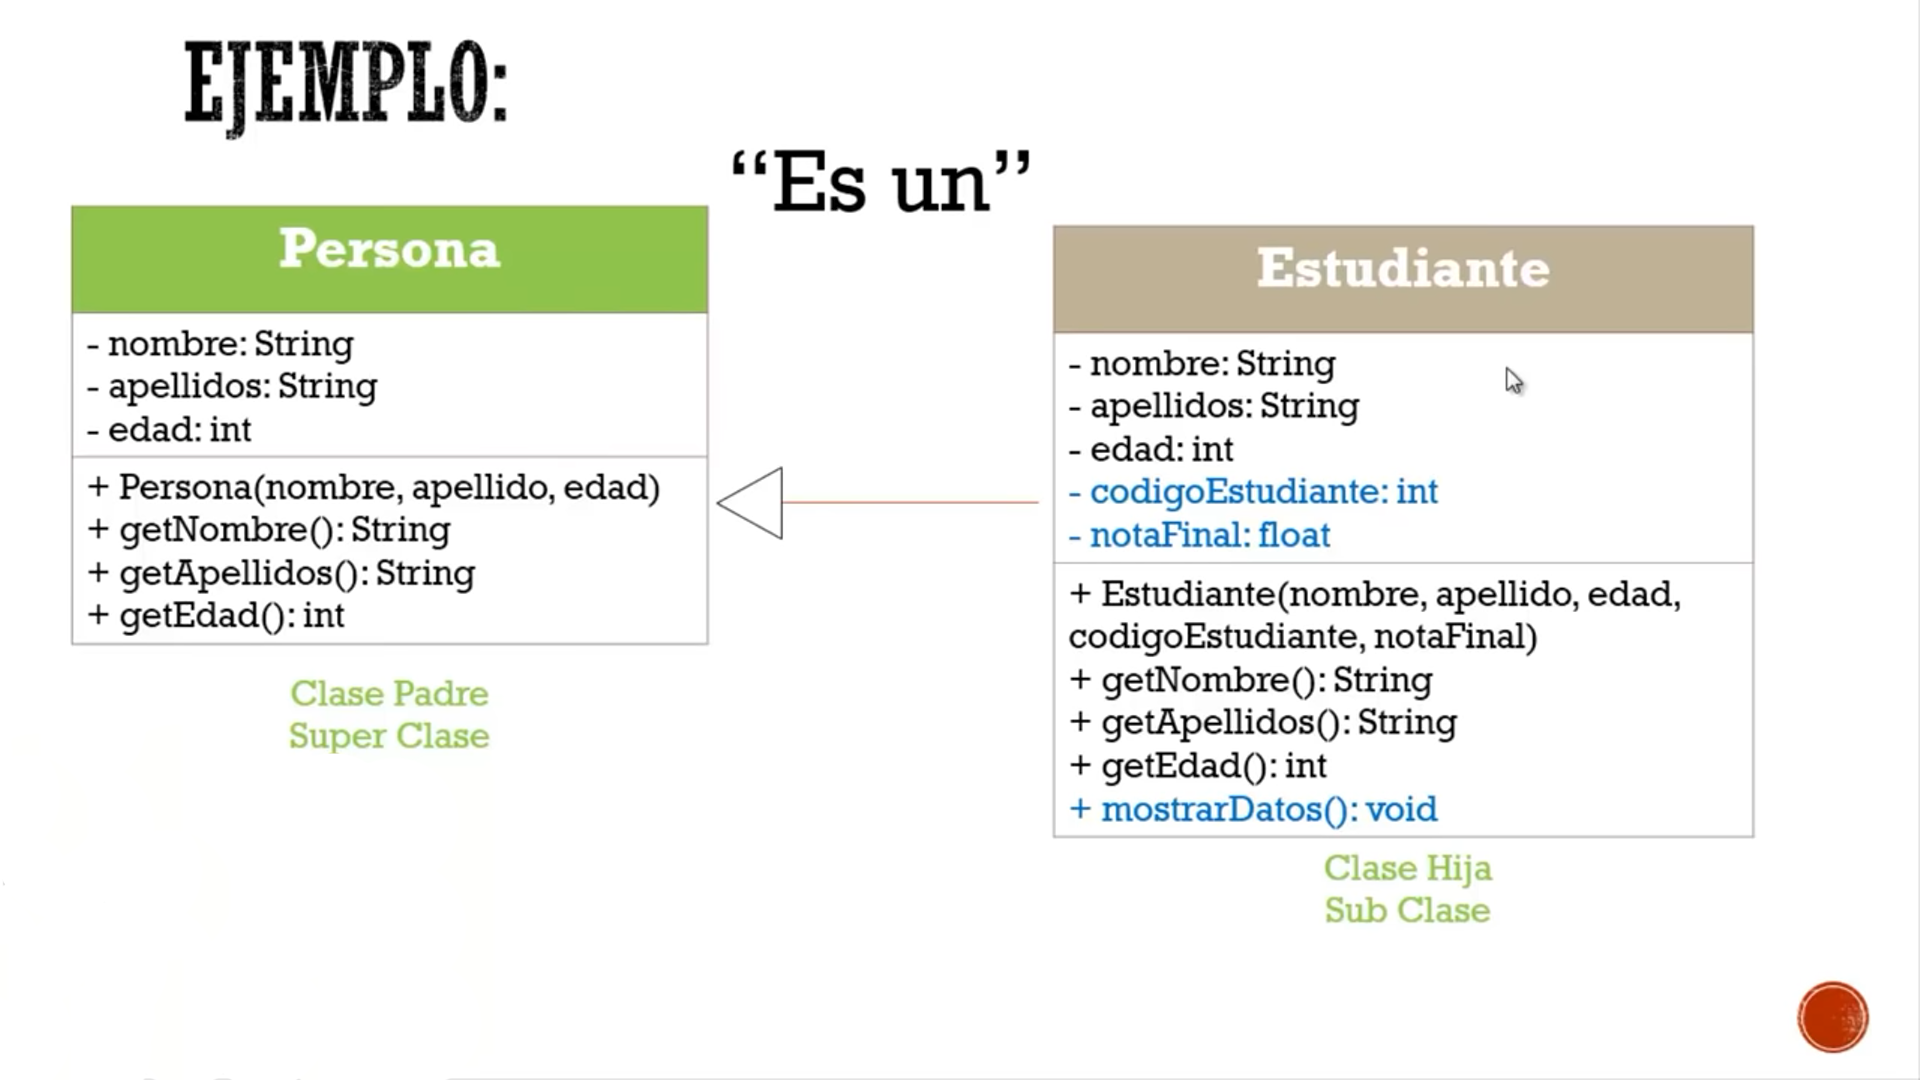 EJEMPLO:
“Es un”
Persona
- nombre: String
- apellidos: String
- edad: int
+ Persona(nombre, apellido, edad)
+ getNombre(): String
+ getApellidos(): String
+ getEdad(): int
Clase Padre
Super Clase
Estudiante
- nombre: String
- apellidos: String
- edad: int
- codigoEstudiante: int
- notaFinal: float
+ Estudiante(nombre, apellido, edad,
codigoEstudiante, notaFinal)
+ getNombre(): String
+ getApellidos(): String
+ getEdad(): int
+ mostrarDatos(): void
Clase Hija
Sub Clase